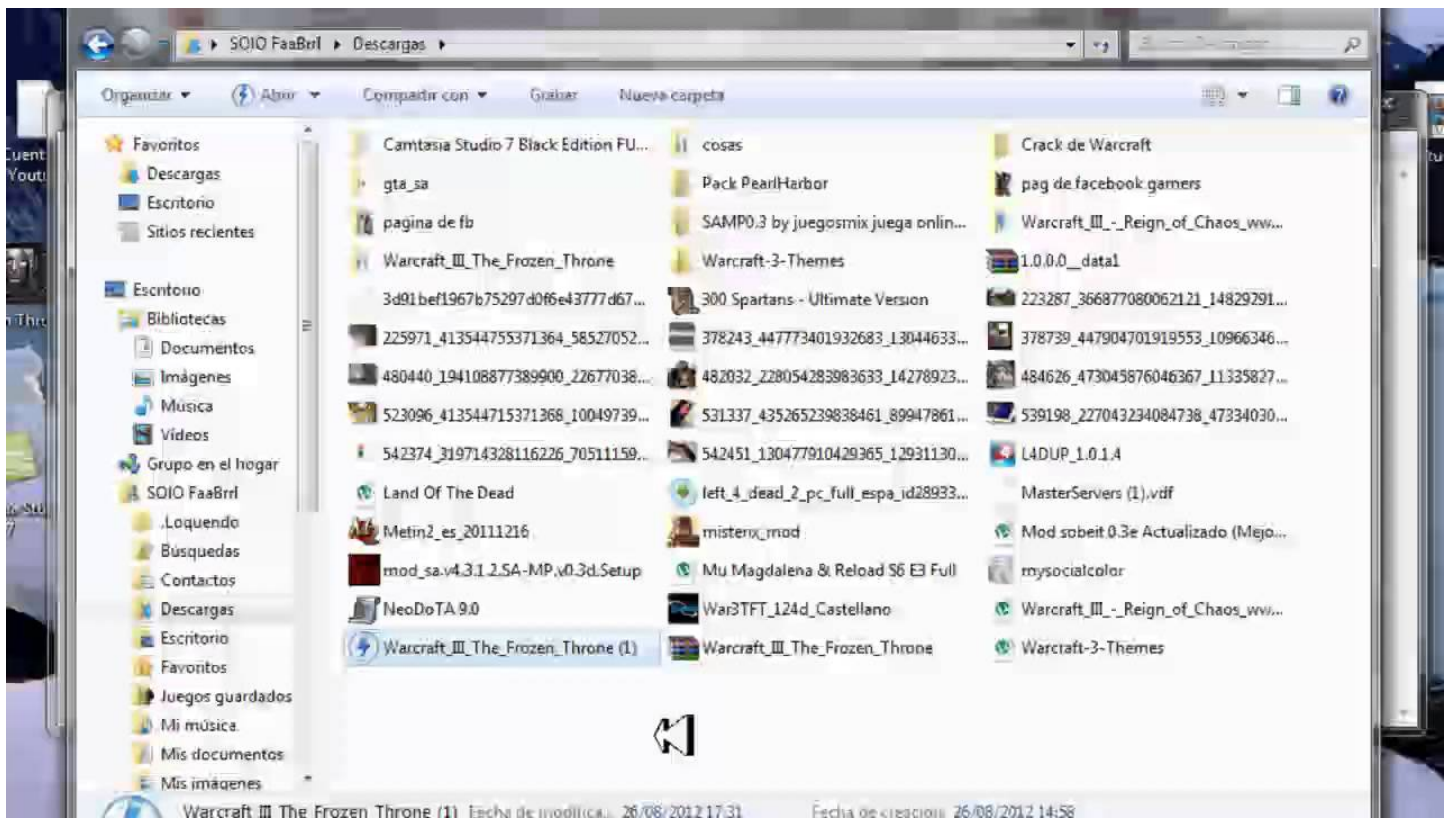 SOIO FaaBrrl ▸ Descargas ▸
Organizar Abrir Compartir con Grabar Nueva carpeta
Favoritos
Descargas
Escritorio
Sitios recientes
Escritorio
Bibliotecas
Documentos
Imágenes
Música
Vídeos
Grupo en el hogar
SOIO FaaBrrl
.Loquendo
Búsquedas
Contactos
Descargas
Escritorio
Favoritos
Juegos guardados
Mi música
Mis documentos
Mis imágenes
Camtasia Studio 7 Black Edition FU... cosas Crack de Warcraft
gta_sa Pack PearlHarbor pag de facebook gamers
pagina de fb SAMP0.3 by juegosmix juega onlin... Warcraft_III_-_Reign_of_Chaos_ww...
Warcraft_III_The_Frozen_Throne Warcraft-3-Themes 1.0.0.0__data1
3d91bef1967b75297d0f6e43777d67... 300 Spartans - Ultimate Version 223287_366877080062121_14829291...
225971_413544755371364_58527052... 378243_447773401932683_13044633... 378739_447904701919553_10966346...
480440_194108877389900_22677038... 482032_228054283983633_14278923... 484626_473045876046367_11335827...
523096_413544715371368_10049739... 531337_435265239838461_89947861... 539198_227043234084738_47334030...
542374_319714328116226_70511159... 542451_130477910429365_12931130... L4DUP_1.0.1.4
Land Of The Dead left_4_dead_2_pc_full_espa_id28933... MasterServers (1).vdf
Metin2_es_20111216 misterix_mod Mod sobeit 0.3e Actualizado (Mejo...
mod_sa.v4.3.1.2.SA-MP.v0.3d.Setup Mu Magdalena & Reload S6 E3 Full mysocialcolor
NeoDoTA 9.0 War3TFT_124d_Castellano Warcraft_III_-_Reign_of_Chaos_ww...
Warcraft_III_The_Frozen_Throne (1) Warcraft_III_The_Frozen_Throne Warcraft-3-Themes
Warcraft_III_The_Frozen_Throne (1) Fecha de modifica... 26/08/2012 17:31 Fecha de creación: 26/08/2012 14:58